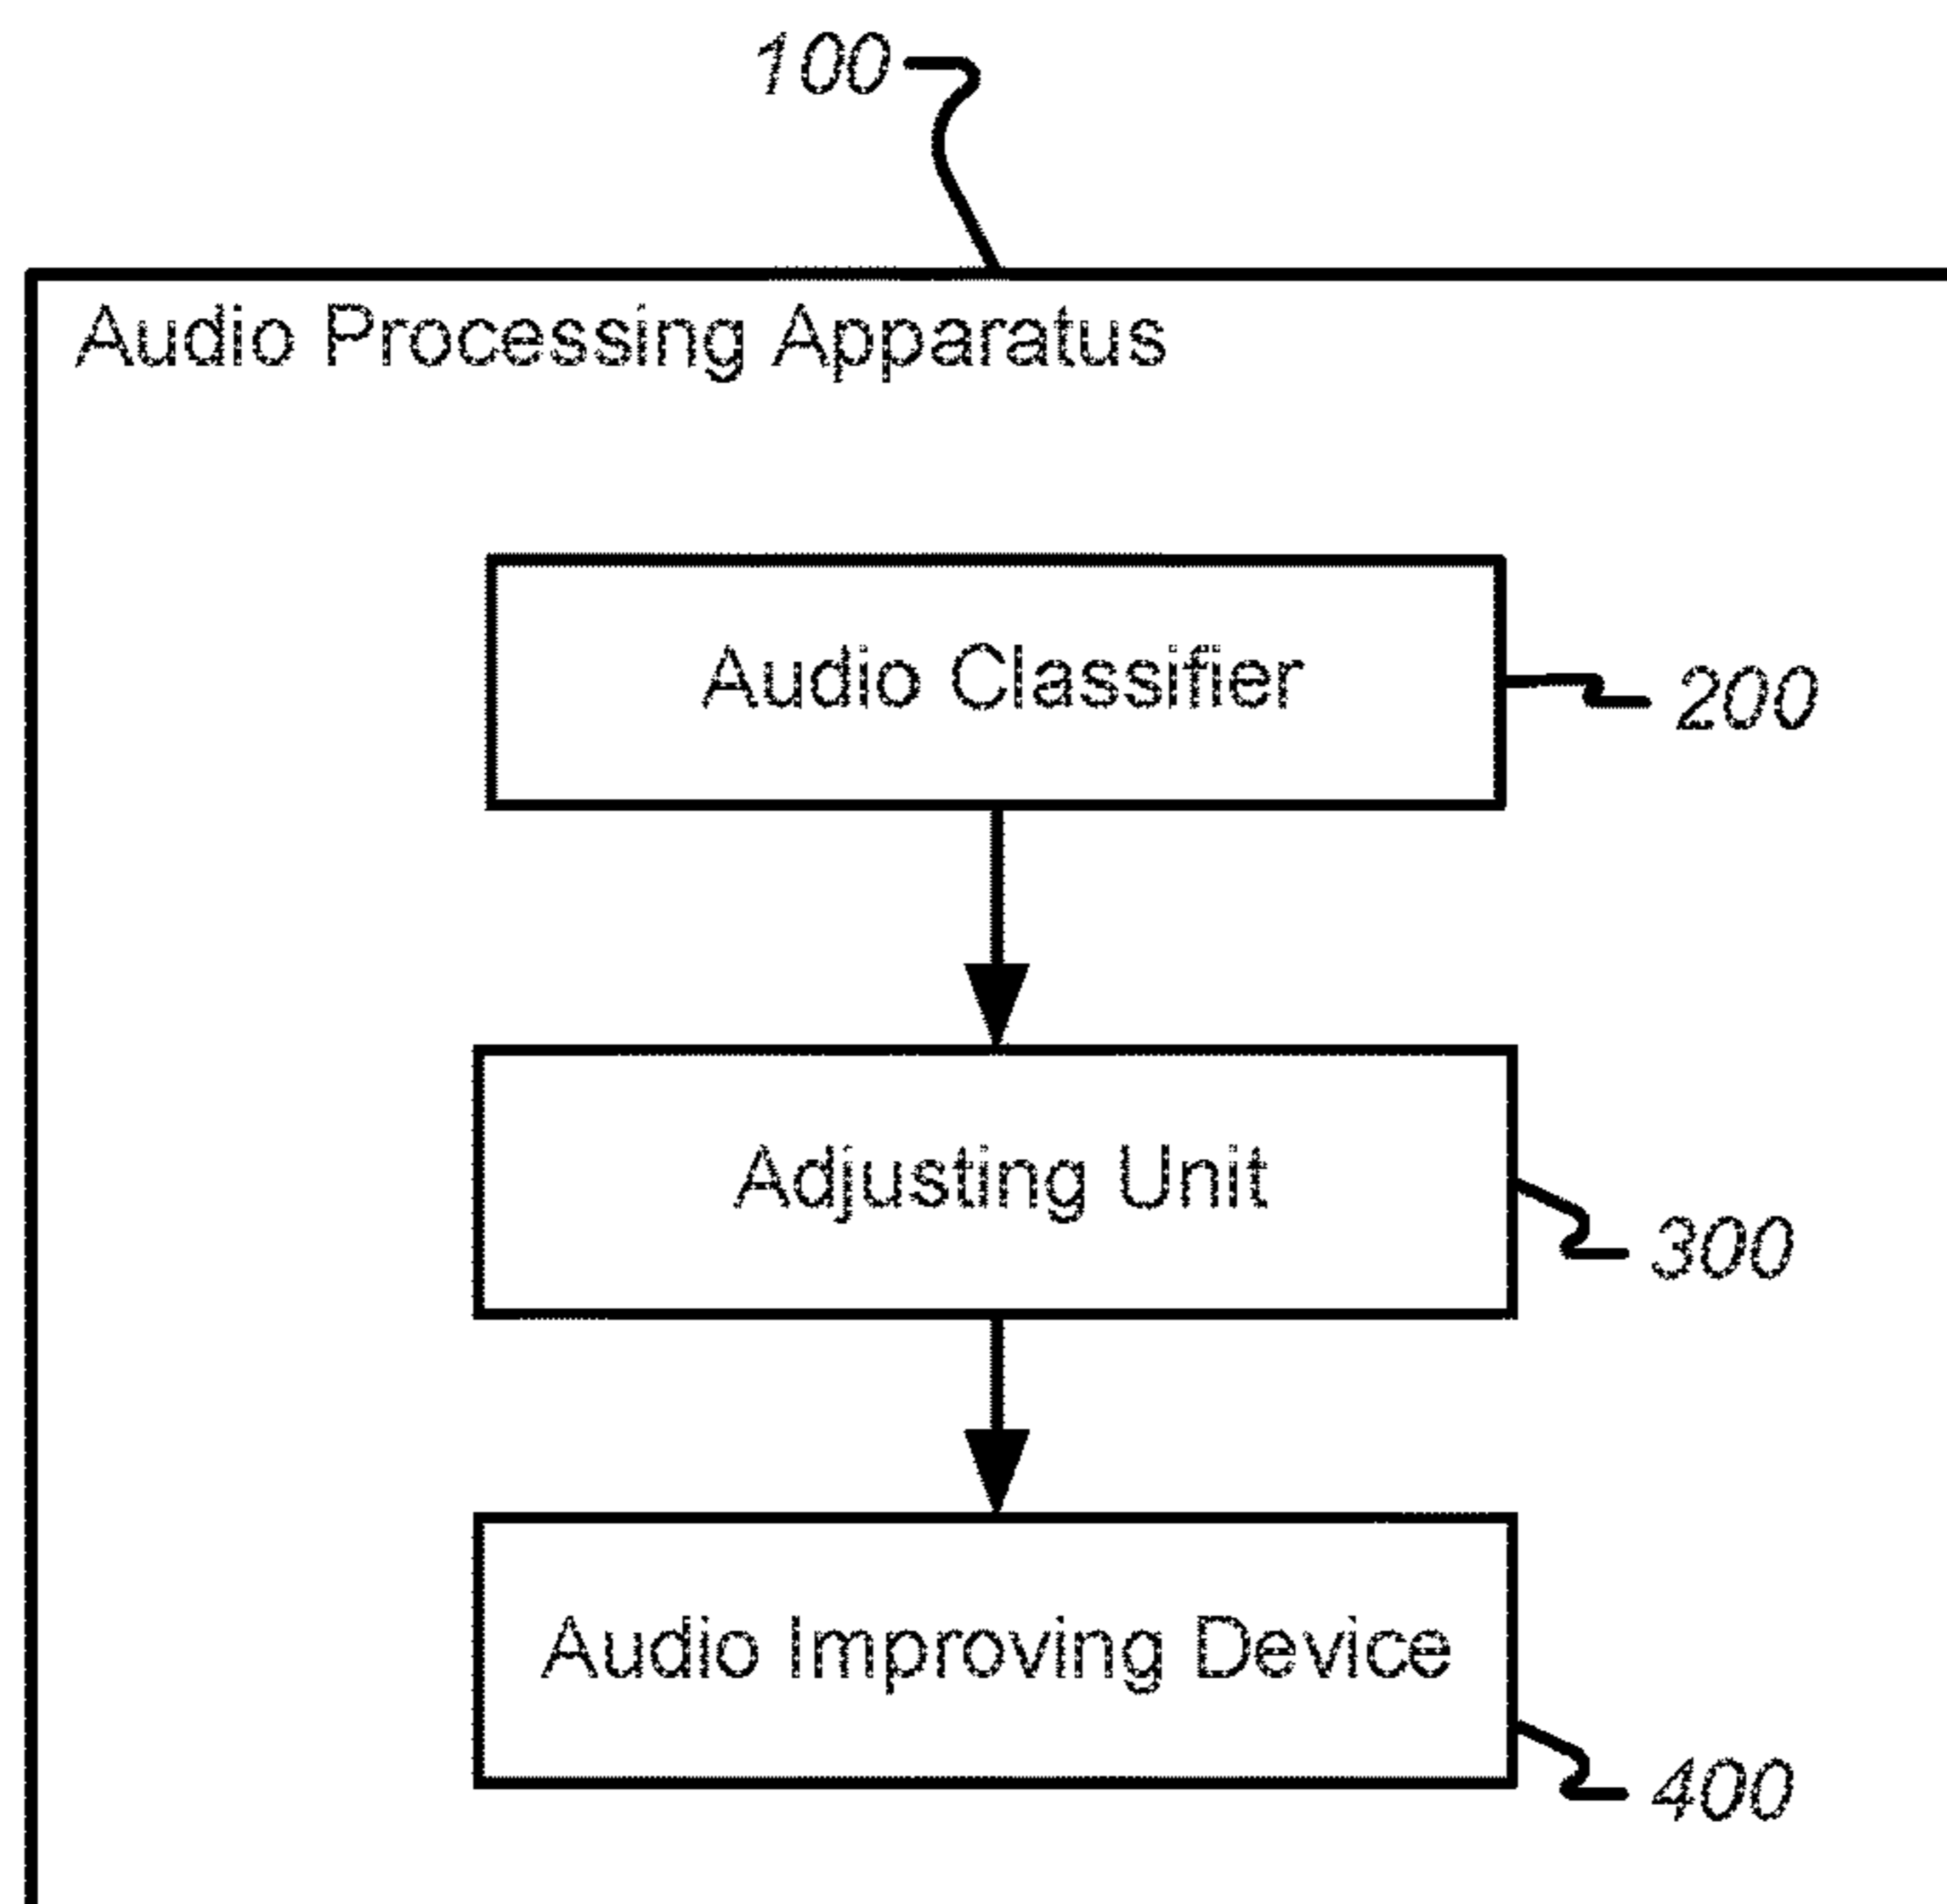 100
Audio Processing Apparatus
Audio Classifier
200
Adjusting Unit
300
Audio Improving Device
400